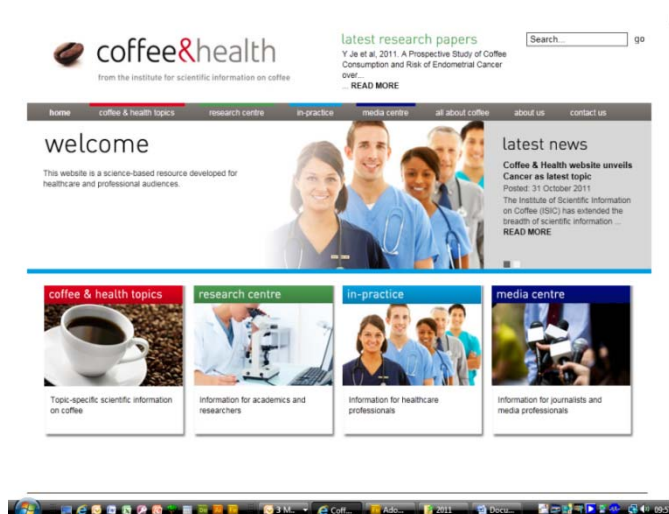 coffee&health
from the institute for scientific information on coffee
latest research papers
Y Je et al, 2011. A Prospective Study of Coffee
Consumption and Risk of Endometrial Cancer
over...
... READ MORE
Search...
go
home coffee & health topics research centre in-practice media centre all about coffee about us contact us
welcome
This website is a science-based resource developed for
healthcare and professional audiences.
latest news
Coffee & Health website unveils
Cancer as latest topic
Posted: 31 October 2011
The Institute of Scientific Information
on Coffee (ISIC) has extended the
breadth of scientific information ...
READ MORE
coffee & health topics
Topic-specific scientific information
on coffee
research centre
Information for academics and
researchers
in-practice
Information for healthcare
professionals
media centre
Information for journalists and
media professionals
3 M... Coff... Ado... 2011 Docu...